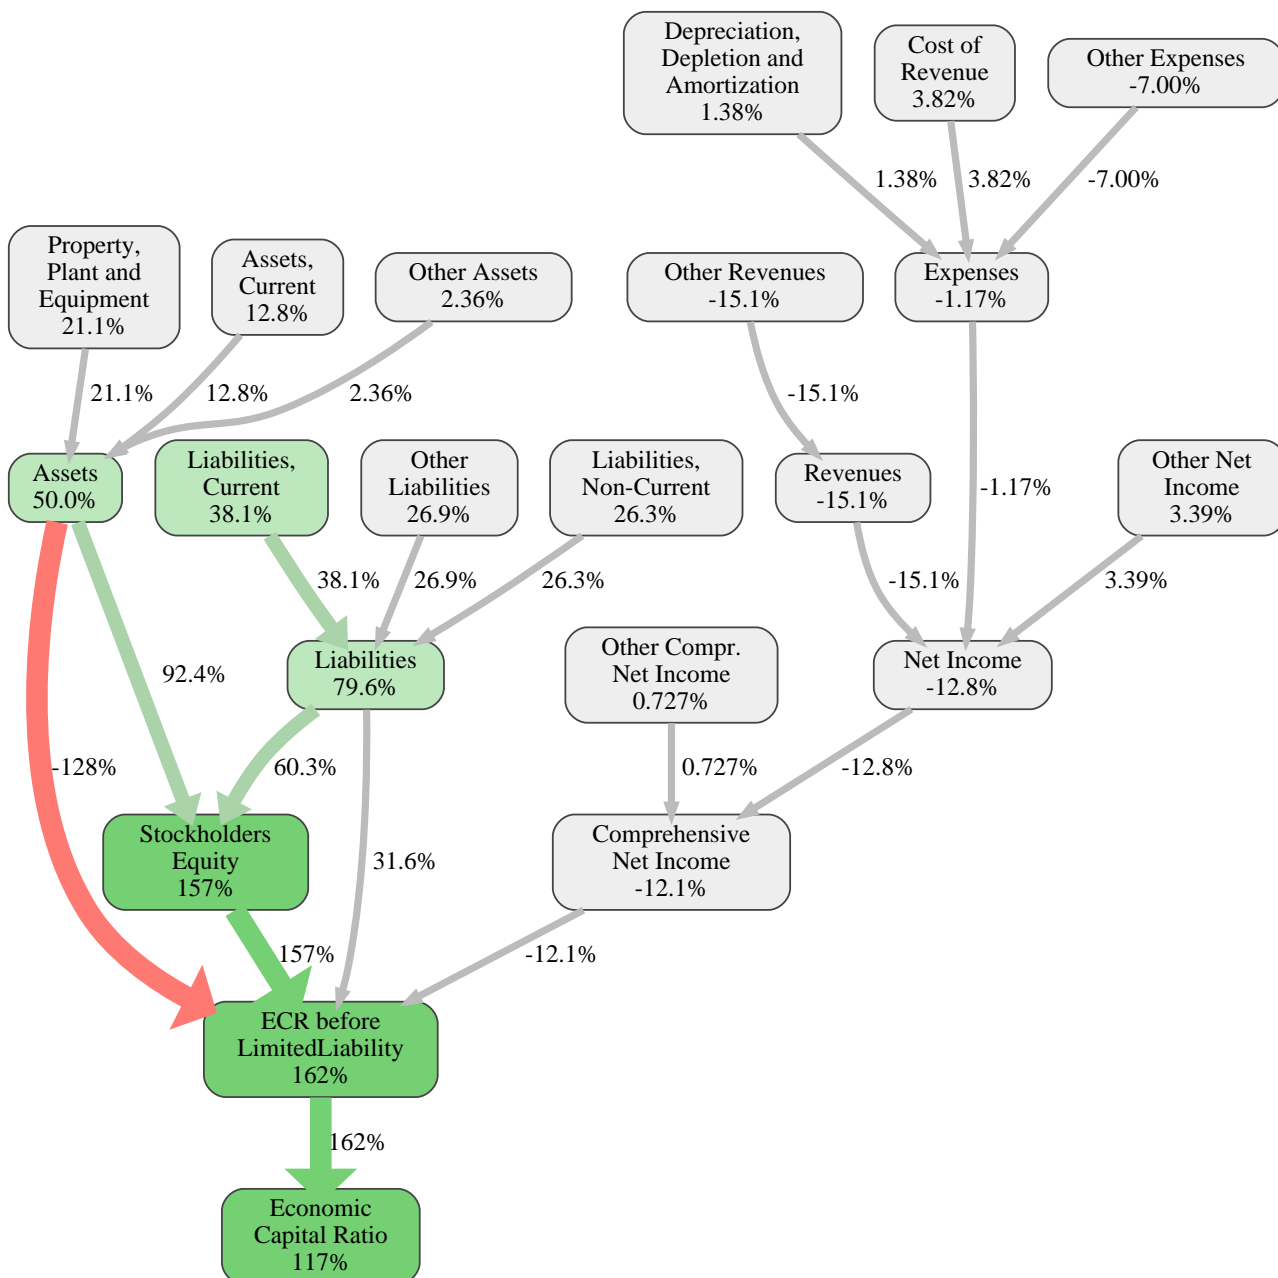 Depreciation,
Depletion and
Amortization
1.38%
Cost of
Revenue
3.82%
Other Expenses
-7.00%
1.38%
3.82%
-7.00%
Property,
Plant and
Equipment
21.1%
Assets,
Current
12.8%
Other Assets
2.36%
Other Revenues
-15.1%
Expenses
-1.17%
21.1%
12.8%
2.36%
-15.1%
-1.17%
Assets
50.0%
Liabilities,
Current
38.1%
Other
Liabilities
26.9%
Liabilities,
Non-Current
26.3%
Revenues
-15.1%
Other Net
Income
3.39%
38.1%
26.9%
26.3%
-15.1%
3.39%
92.4%
Liabilities
79.6%
Other Compr.
Net Income
0.727%
Net Income
-12.8%
-128%
60.3%
0.727%
-12.8%
Stockholders
Equity
157%
31.6%
Comprehensive
Net Income
-12.1%
157%
-12.1%
ECR before
LimitedLiability
162%
162%
Economic
Capital Ratio
117%